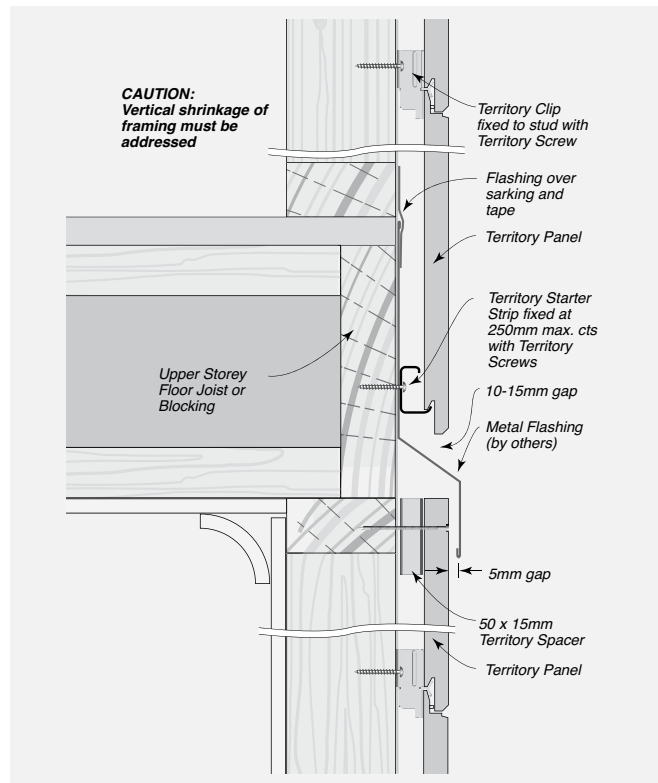 CAUTION:
Vertical shrinkage of
framing must be
addressed
Territory Clip
fixed to stud with
Territory Screw
Flashing over
sarking and
tape
Territory Panel
Territory Starter
Strip fixed at
250mm max. cts
with Territory
Screws
Upper Storey
Floor Joist or
Blocking
10-15mm gap
Metal Flashing
(by others)
5mm gap
50 x 15mm
Territory Spacer
Territory Panel